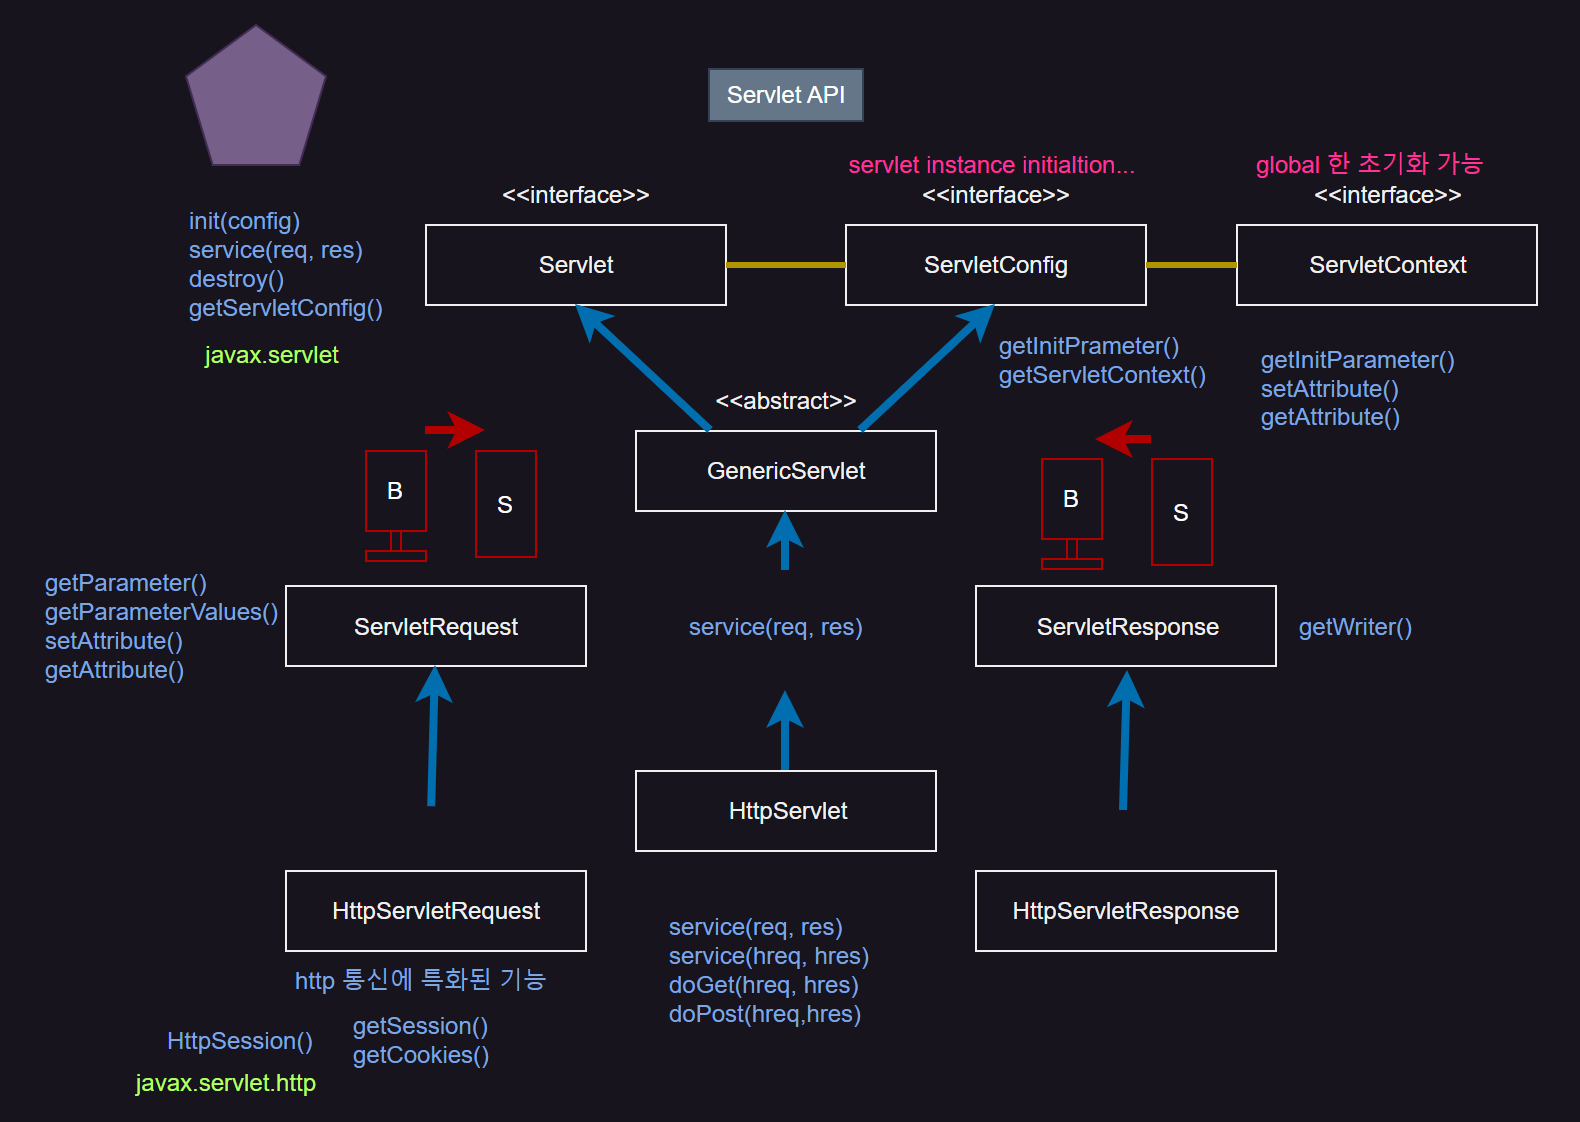 Servlet API
servlet instance initialtion...
global 한 초기화 가능
<<interface>>
<<interface>>
<<interface>>
init(config)
service(req, res)
destroy()
getServletConfig()
Servlet
ServletConfig
ServletContext
javax.servlet
getInitPrameter()
getServletContext()
getInitParameter()
setAttribute()
getAttribute()
<<abstract>>
GenericServlet
B
S
B
S
getParameter()
getParameterValues()
setAttribute()
getAttribute()
ServletRequest
service(req, res)
ServletResponse
getWriter()
HttpServlet
HttpServletRequest
HttpServletResponse
http 통신에 특화된 기능
service(req, res)
service(hreq, hres)
doGet(hreq, hres)
doPost(hreq,hres)
HttpSession()
getSession()
getCookies()
javax.servlet.http